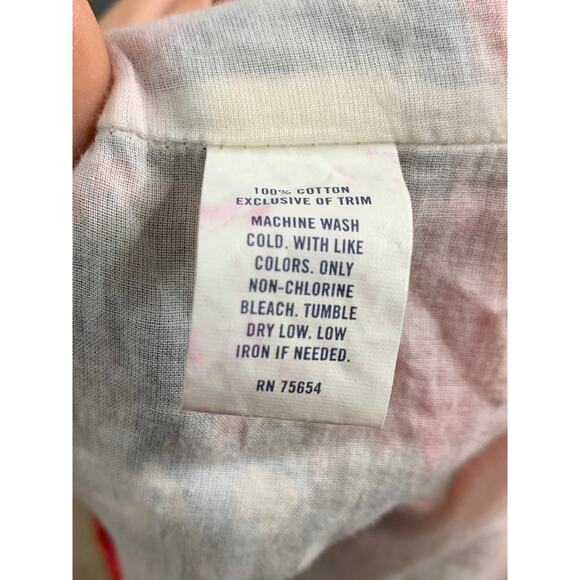 100% COTTON
EXCLUSIVE OF TRIM
MACHINE WASH
COLD. WITH LIKE
COLORS. ONLY
NON-CHLORINE
BLEACH. TUMBLE
DRY LOW. LOW
IRON IF NEEDED.
RN 75654